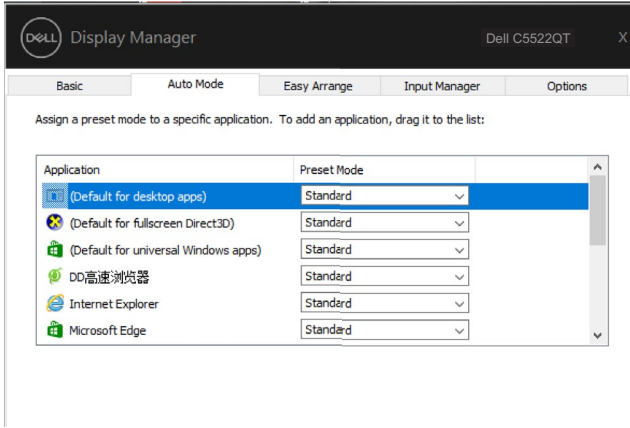 DELL Display Manager Dell C5522QT X
Basic Auto Mode Easy Arrange Input Manager Options
Assign a preset mode to a specific application. To add an application, drag it to the list:
Application Preset Mode
(Default for desktop apps) Standard
(Default for fullscreen Direct3D) Standard
(Default for universal Windows apps) Standard
DD高速浏览器 Standard
Internet Explorer Standard
Microsoft Edge Standard